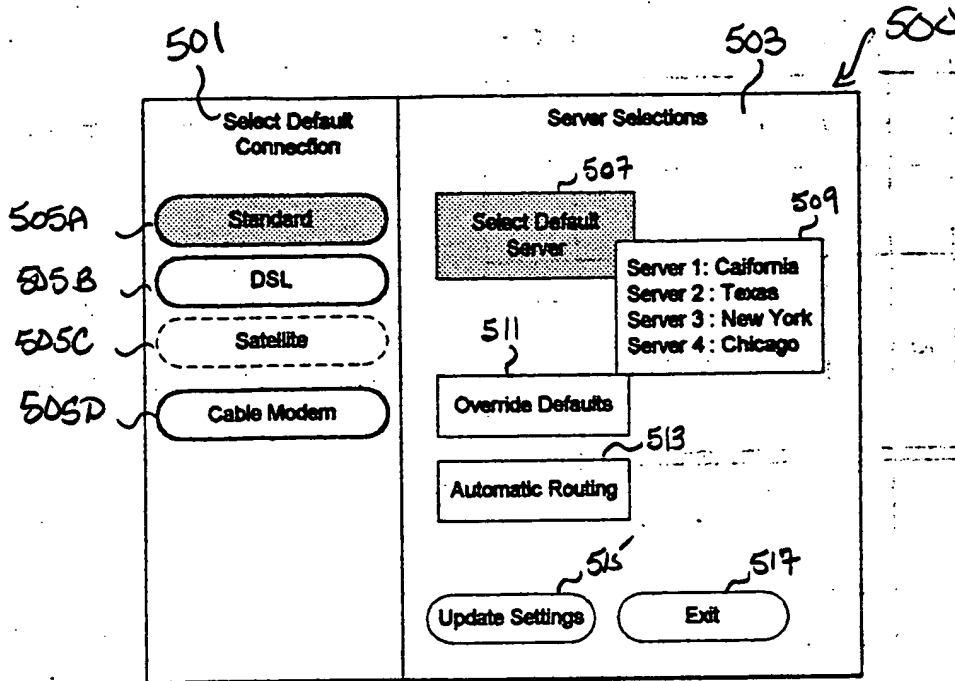 501
503
500
Select Default
Connection
Server Selections
505A
Standard
507
Select Default
Server
509
Server 1: Caifornia
Server 2 : Texas
Server 3 : New York
Server 4 : Chicago
505B
DSL
505C
Satellite
511
505D
Cable Modem
Override Defaults
513
Automatic Routing
515
517
Update Settings
Exit